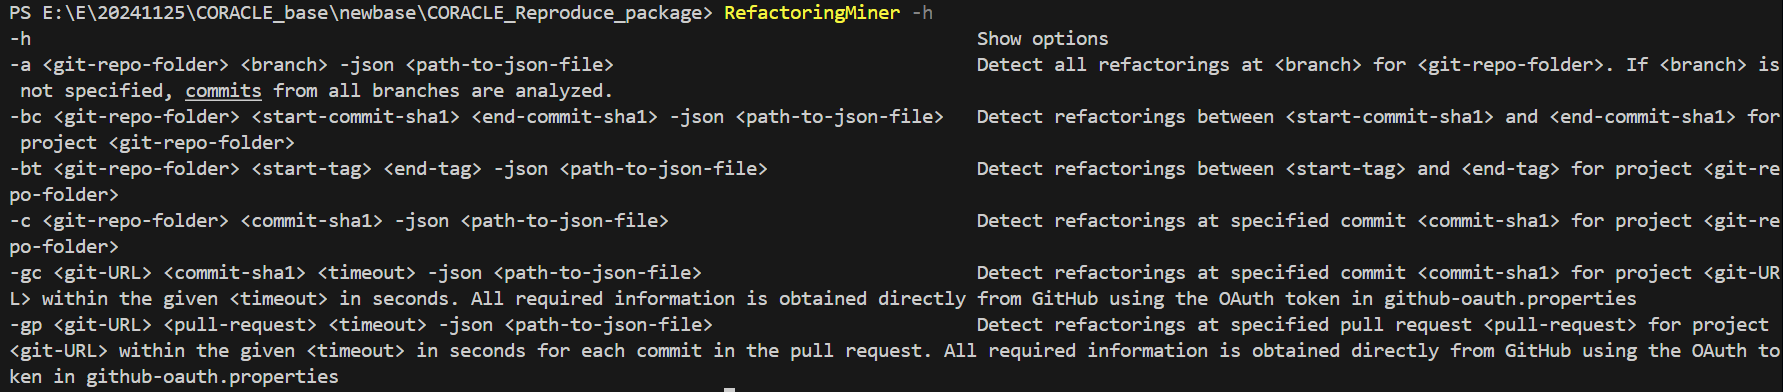 PS E:\E\20241125\CORACLE_base\newbase\CORACLE_Reproduce_package> RefactoringMiner -h
-h                                                                                      Show options
-a <git-repo-folder> <branch> -json <path-to-json-file>                                 Detect all refactorings at <branch> for <git-repo-folder>. If <branch> is
 not specified, commits from all branches are analyzed.
-bc <git-repo-folder> <start-commit-sha1> <end-commit-sha1> -json <path-to-json-file>   Detect refactorings between <start-commit-sha1> and <end-commit-sha1> for
 project <git-repo-folder>
-bt <git-repo-folder> <start-tag> <end-tag> -json <path-to-json-file>                   Detect refactorings between <start-tag> and <end-tag> for project <git-re
po-folder>
-c <git-repo-folder> <commit-sha1> -json <path-to-json-file>                            Detect refactorings at specified commit <commit-sha1> for project <git-re
po-folder>
-gc <git-URL> <commit-sha1> <timeout> -json <path-to-json-file>                         Detect refactorings at specified commit <commit-sha1> for project <git-UR
L> within the given <timeout> in seconds. All required information is obtained directly from GitHub using the OAuth token in github-oauth.properties
-gp <git-URL> <pull-request> <timeout> -json <path-to-json-file>                        Detect refactorings at specified pull request <pull-request> for project
<git-URL> within the given <timeout> in seconds for each commit in the pull request. All required information is obtained directly from GitHub using the OAuth to
ken in github-oauth.properties